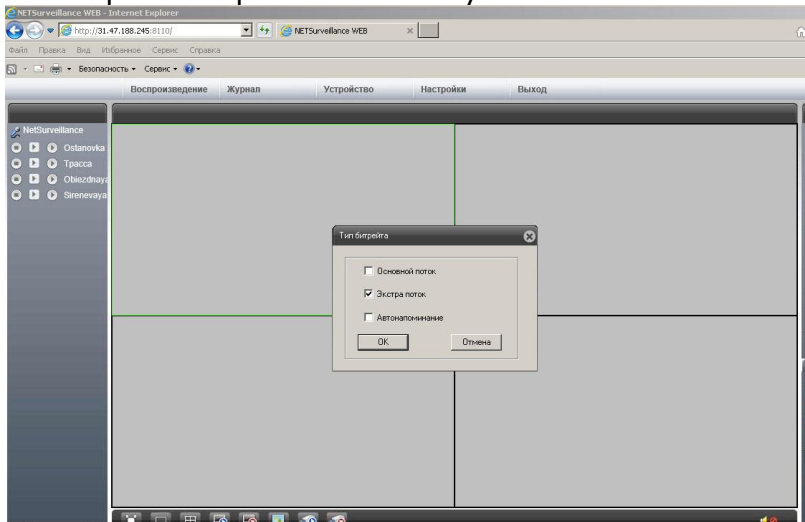 NETSurveillance WEB - Internet Explorer
http://31.47.188.245:8110/
NETSurveillance WEB
Файл Правка Вид Избранное Сервис Справка
Безопасность Сервис
Воспроизведение Журнал Устройство Настройки Выход
NetSurveillance
Ostanovka
Трасса
Obiezdnaya
Sirenevaya
Тип битрейта
Основной поток
Экстра поток
Автонапоминание
OK Отмена